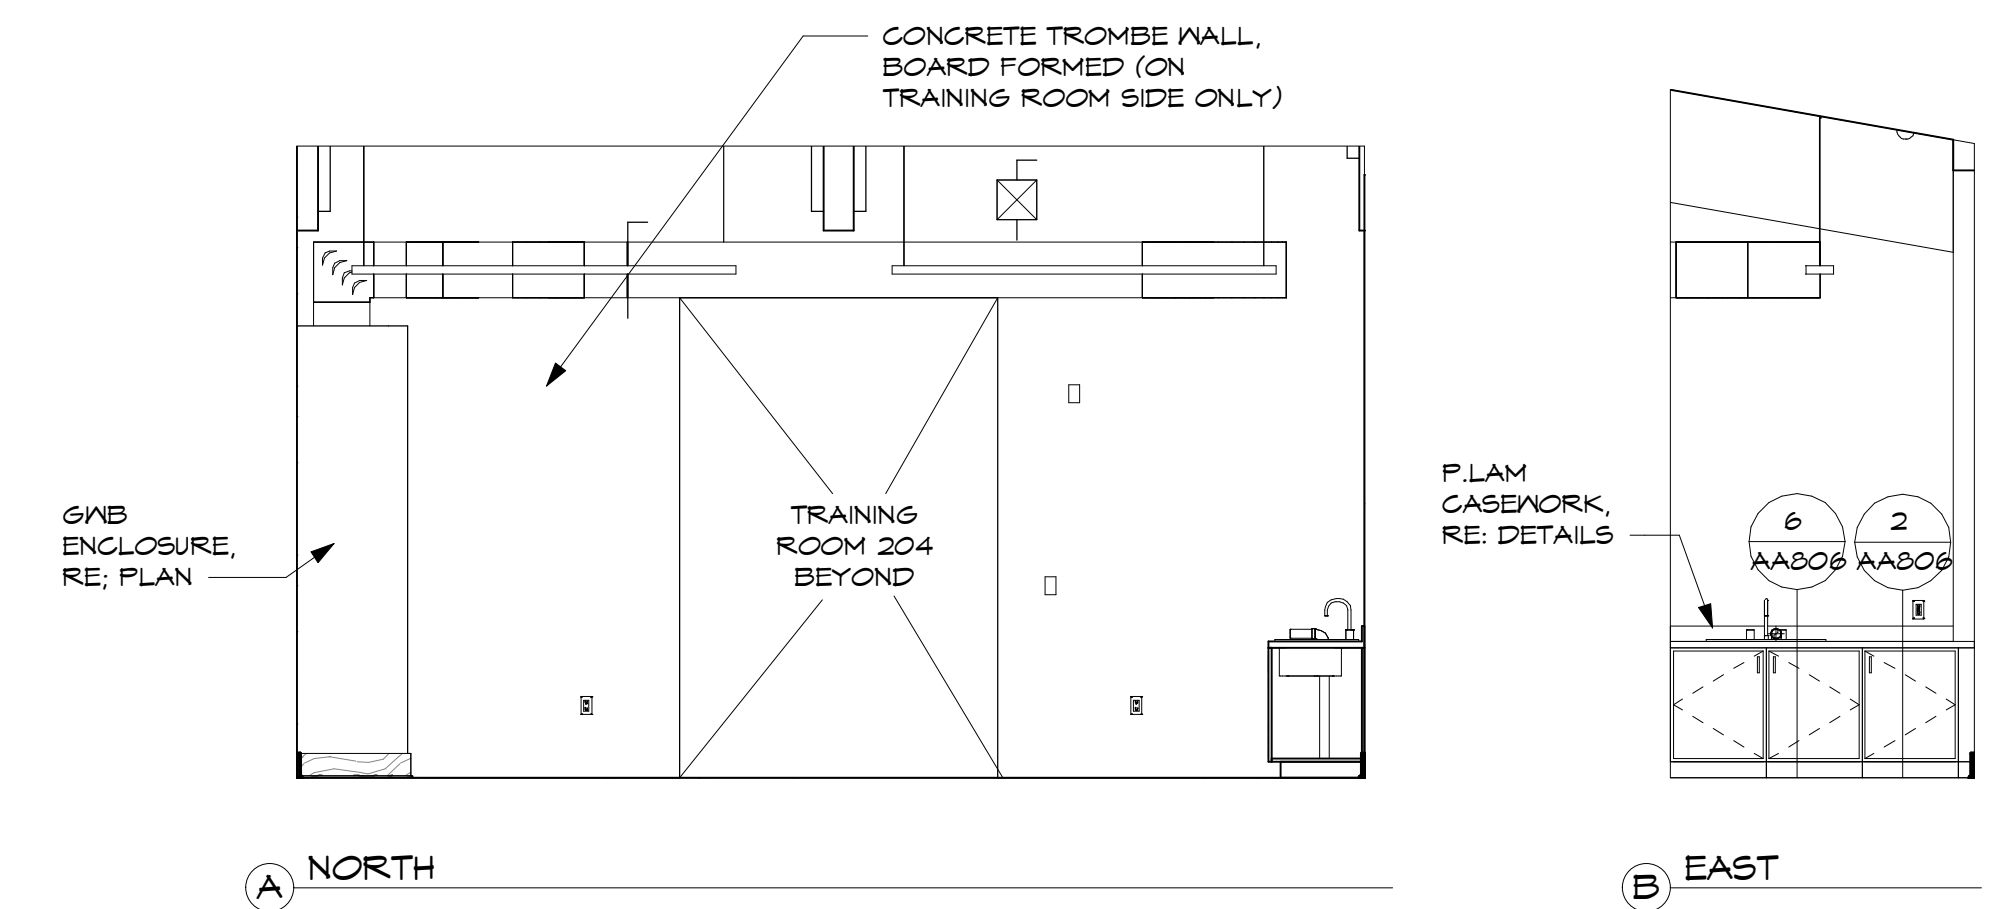 CONCRETE TROMBE WALL,
BOARD FORMED (ON
TRAINING ROOM SIDE ONLY)
GWB
ENCLOSURE,
RE; PLAN
TRAINING
ROOM 204
BEYOND
P.LAM
CASEWORK,
RE: DETAILS
6
AA806
2
AA806
A NORTH
B EAST